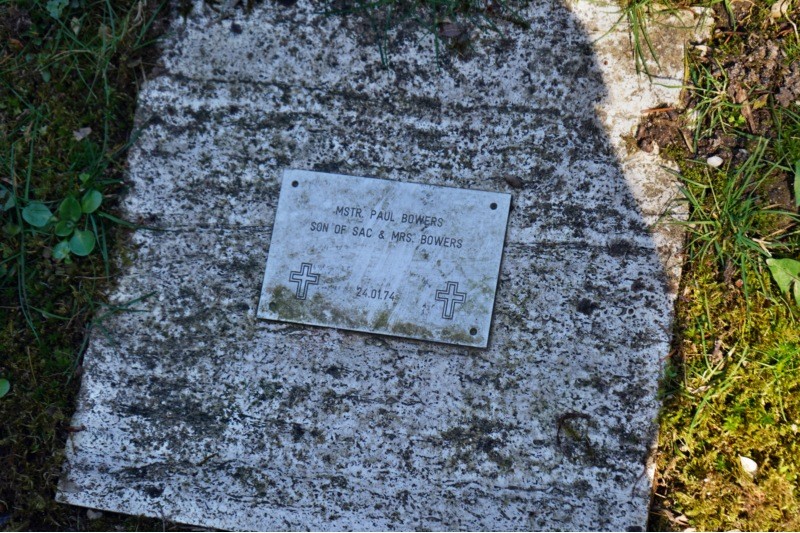 MSTR. PAUL BOWERS
SON OF SAC & MRS. BOWERS
24.01.74